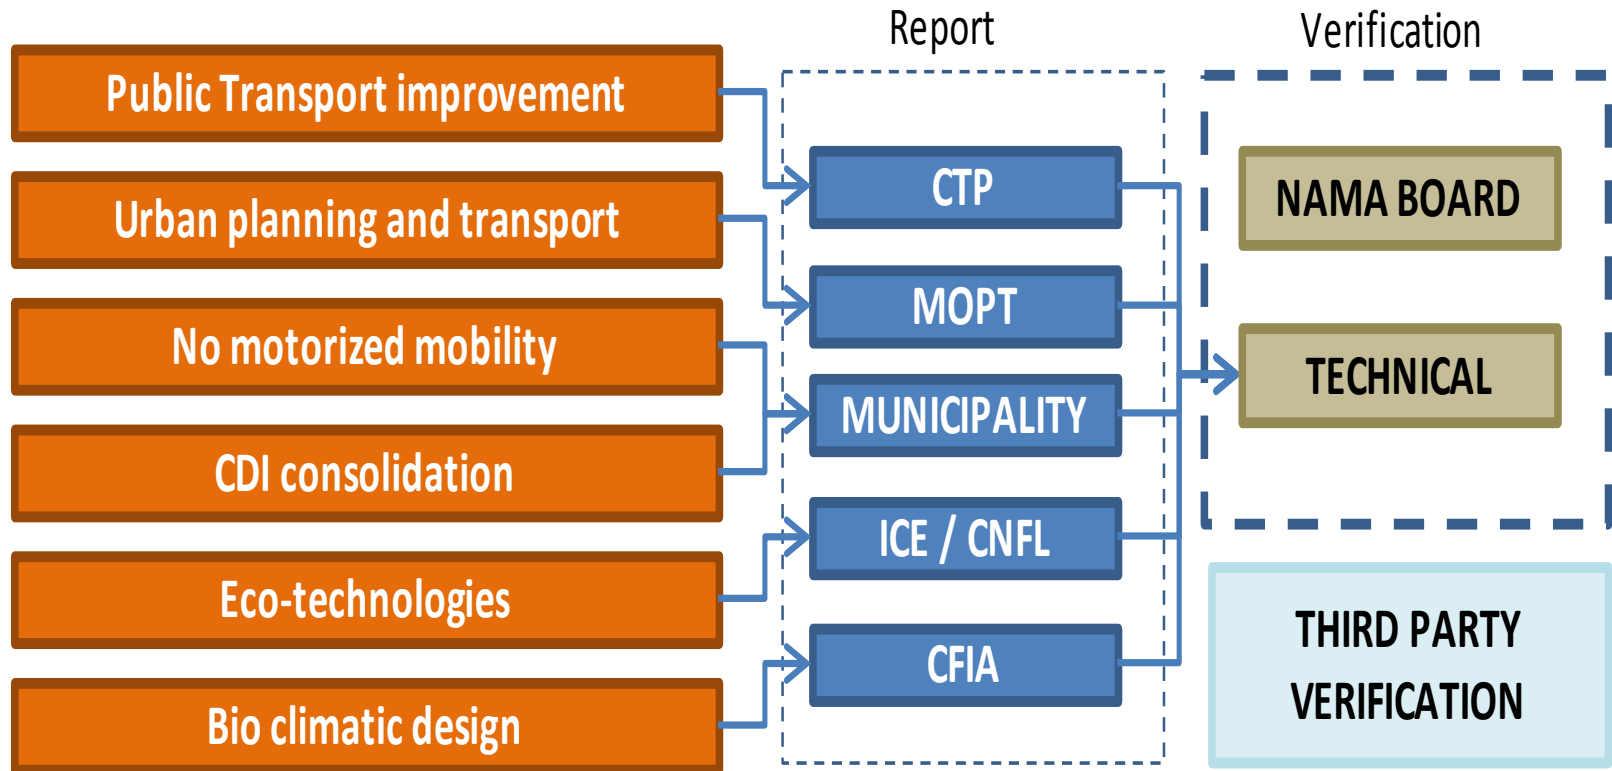 Report
Verification
Public Transport improvement
Urban planning and transport
No motorized mobility
CDI consolidation
Eco-technologies
Bio climatic design
CTP
MOPT
MUNICIPALITY
ICE / CNFL
CFIA
NAMA BOARD
TECHNICAL
THIRD PARTY
VERIFICATION